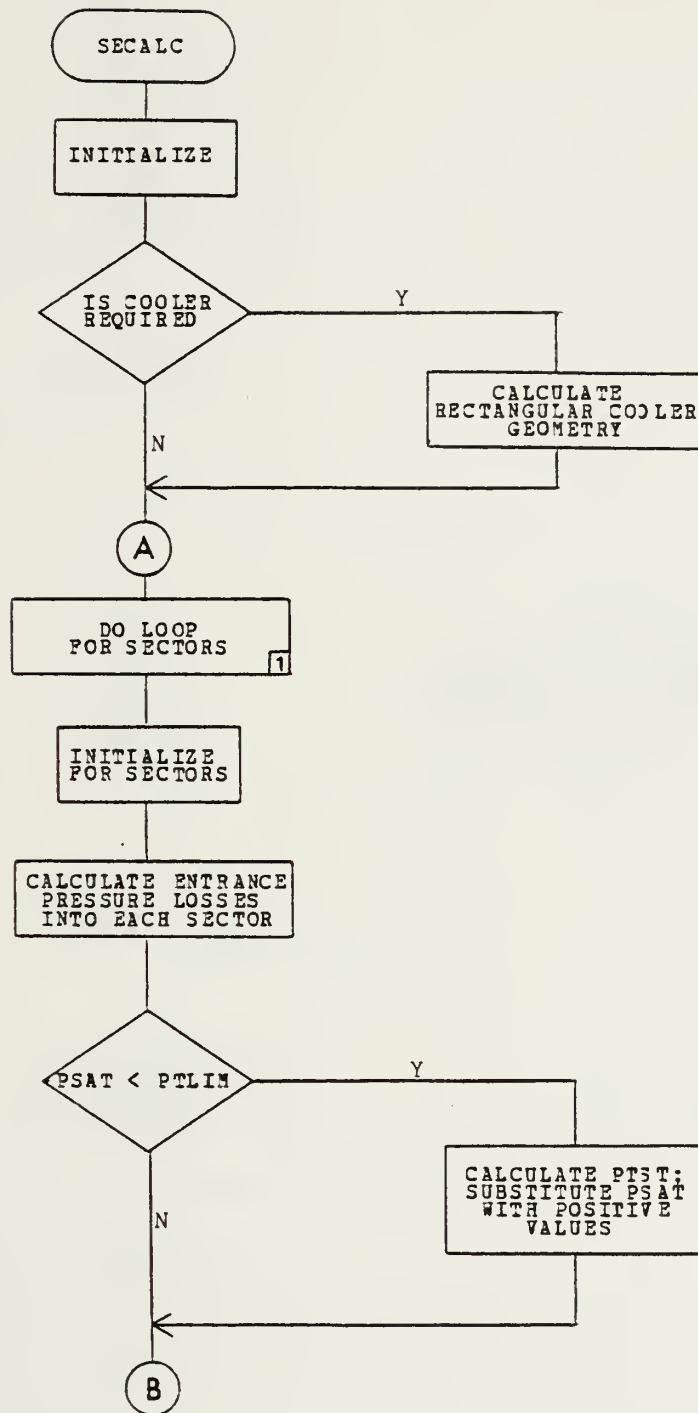 SECALC
INITIALIZE
IS COOLER
REQUIRED
Y
CALCULATE
RECTANGULAR COOLER
GEOMETRY
N
A
DO LOOP
FOR SECTORS
1
INITIALIZE
FOR SECTORS
CALCULATE ENTRANCE
PRESSURE LOSSES
INTO EACH SECTOR
PSAT < PTLIM
Y
CALCULATE PTST;
SUBSTITUTE PSAT
WITH POSITIVE
VALUES
N
B